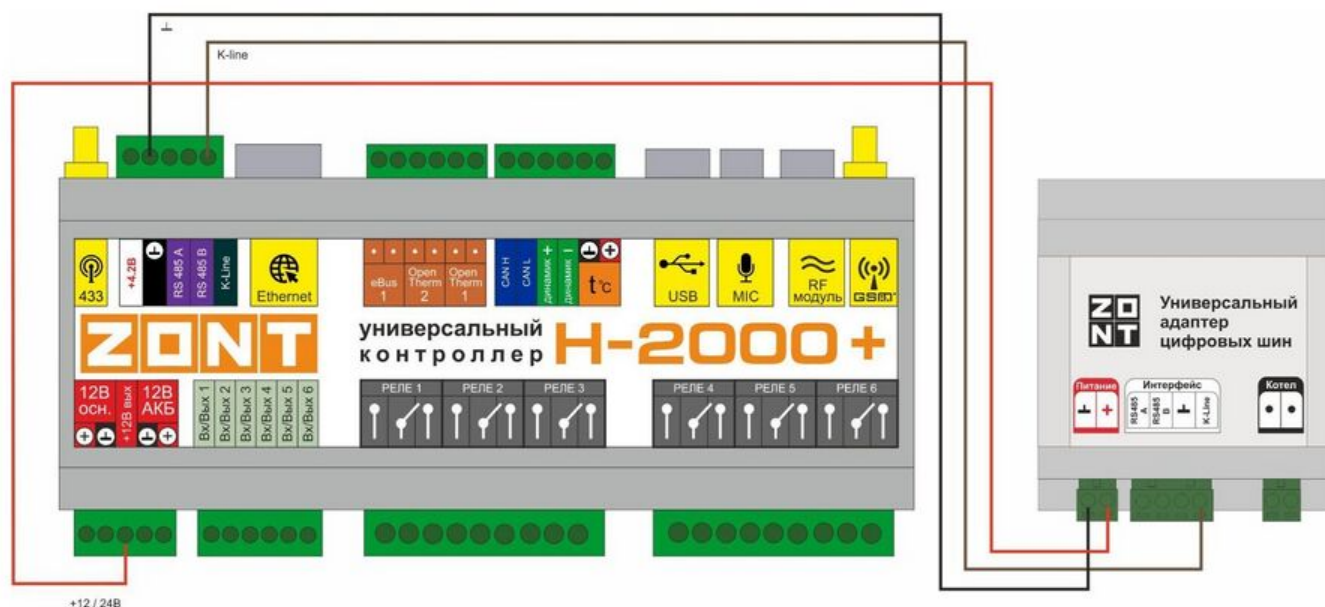 ⊥
K-line
433
+4.2В
RS 485 A
RS 485 B
K-Line
Ethernet
eBus
1
Open
Therm
2
Open
Therm
1
CAN H
CAN L
динамик +
динамик –
t°C
USB
MIC
RF
модуль
GSM
ZONT
универсальный
контроллер
H-2000+
12В
осн.
+12В вых
12В
АКБ
Вх/Вых 1
Вх/Вых 2
Вх/Вых 3
Вх/Вых 4
Вх/Вых 5
Вх/Вых 6
РЕЛЕ 1
РЕЛЕ 2
РЕЛЕ 3
РЕЛЕ 4
РЕЛЕ 5
РЕЛЕ 6
+12 / 24В
ZO
NT
Универсальный
адаптер
цифровых шин
Питание
Интерфейс
Котел
⊥
+
RS485
A
RS485
B
⊥
K-Line